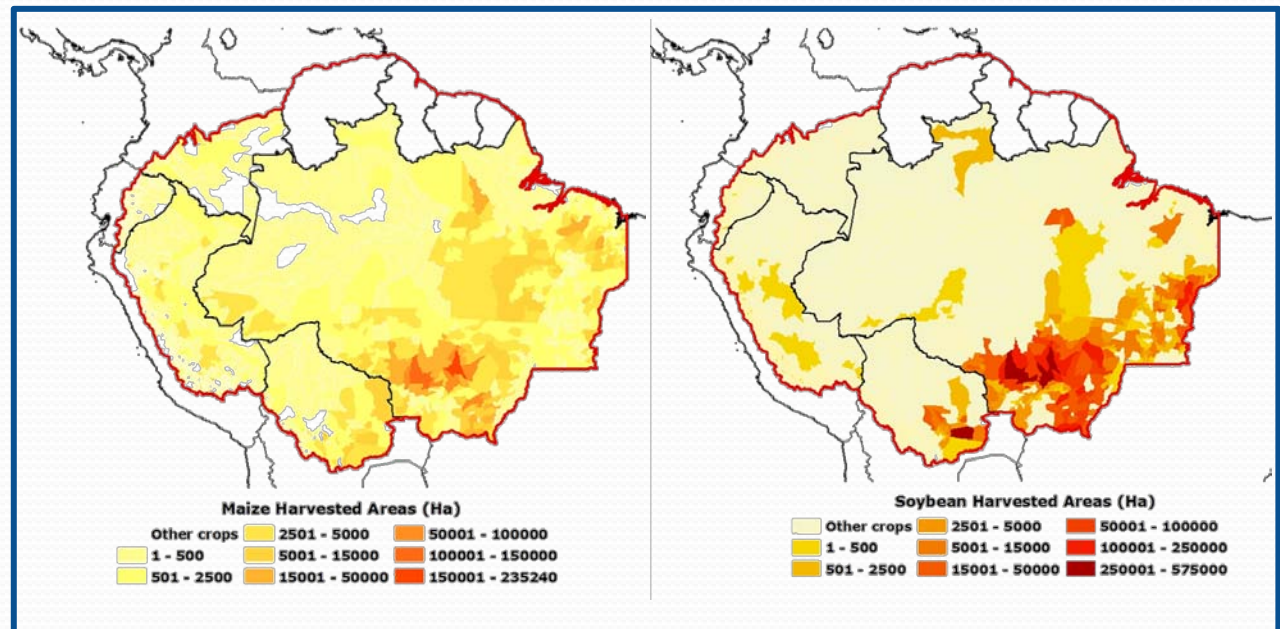 Maize Harvested Areas (Ha)
Other crops 2501 - 5000 50001 - 100000
1 - 500 5001 - 15000 100001 - 150000
501 - 2500 15001 - 50000 150001 - 235240
Soybean Harvested Areas (Ha)
Other crops 2501 - 5000 50001 - 100000
1 - 500 5001 - 15000 100001 - 250000
501 - 2500 15001 - 50000 250001 - 575000